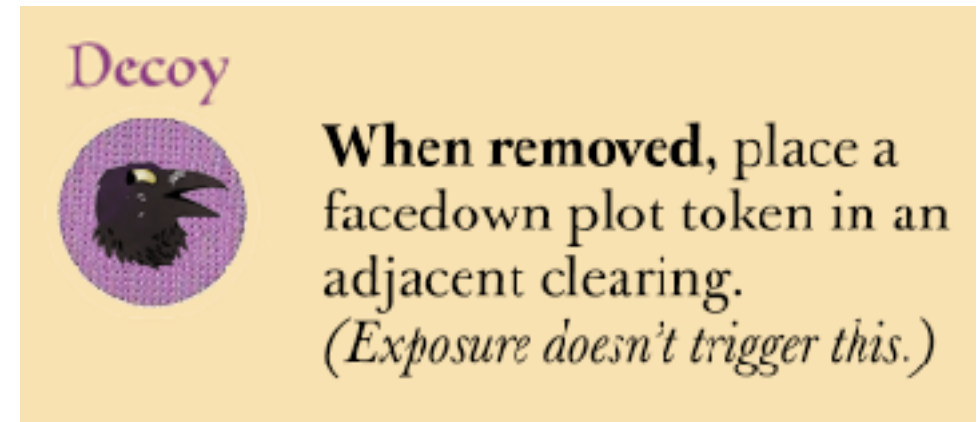 Decoy
When removed, place a
facedown plot token in an
adjacent clearing.
(Exposure doesn't trigger this.)